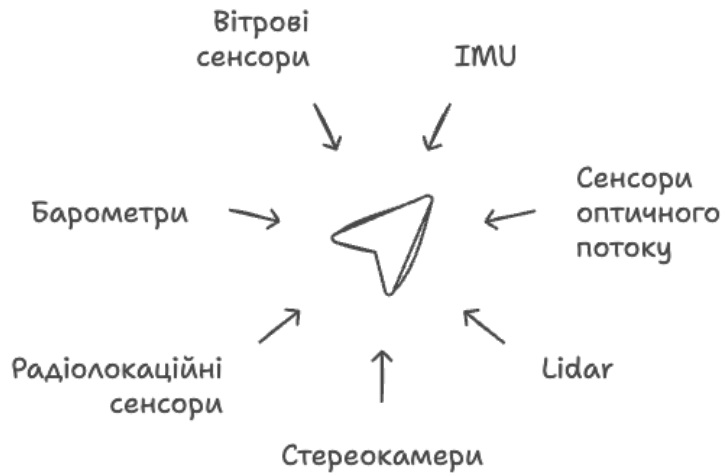 Вітрові
сенсори
IMU
Барометри
Сенсори
оптичного
потоку
Радіолокаційні
сенсори
Lidar
Стереокамери